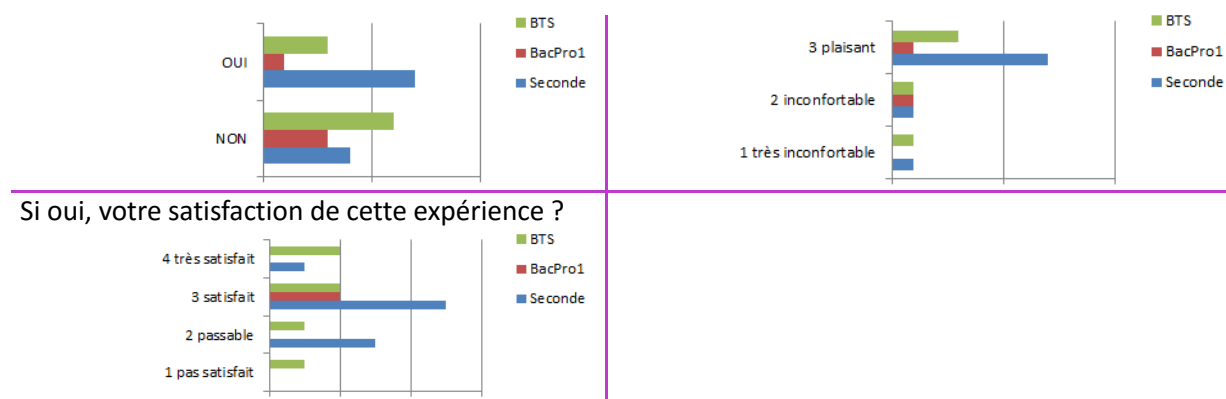 OUI
NON
BTS
BacPro1
Seconde
3 plaisant
2 inconfortable
1 très inconfortable
BTS
BacPro1
Seconde
Si oui, votre satisfaction de cette expérience ?
4 très satisfait
3 satisfait
2 passable
1 pas satisfait
BTS
BacPro1
Seconde